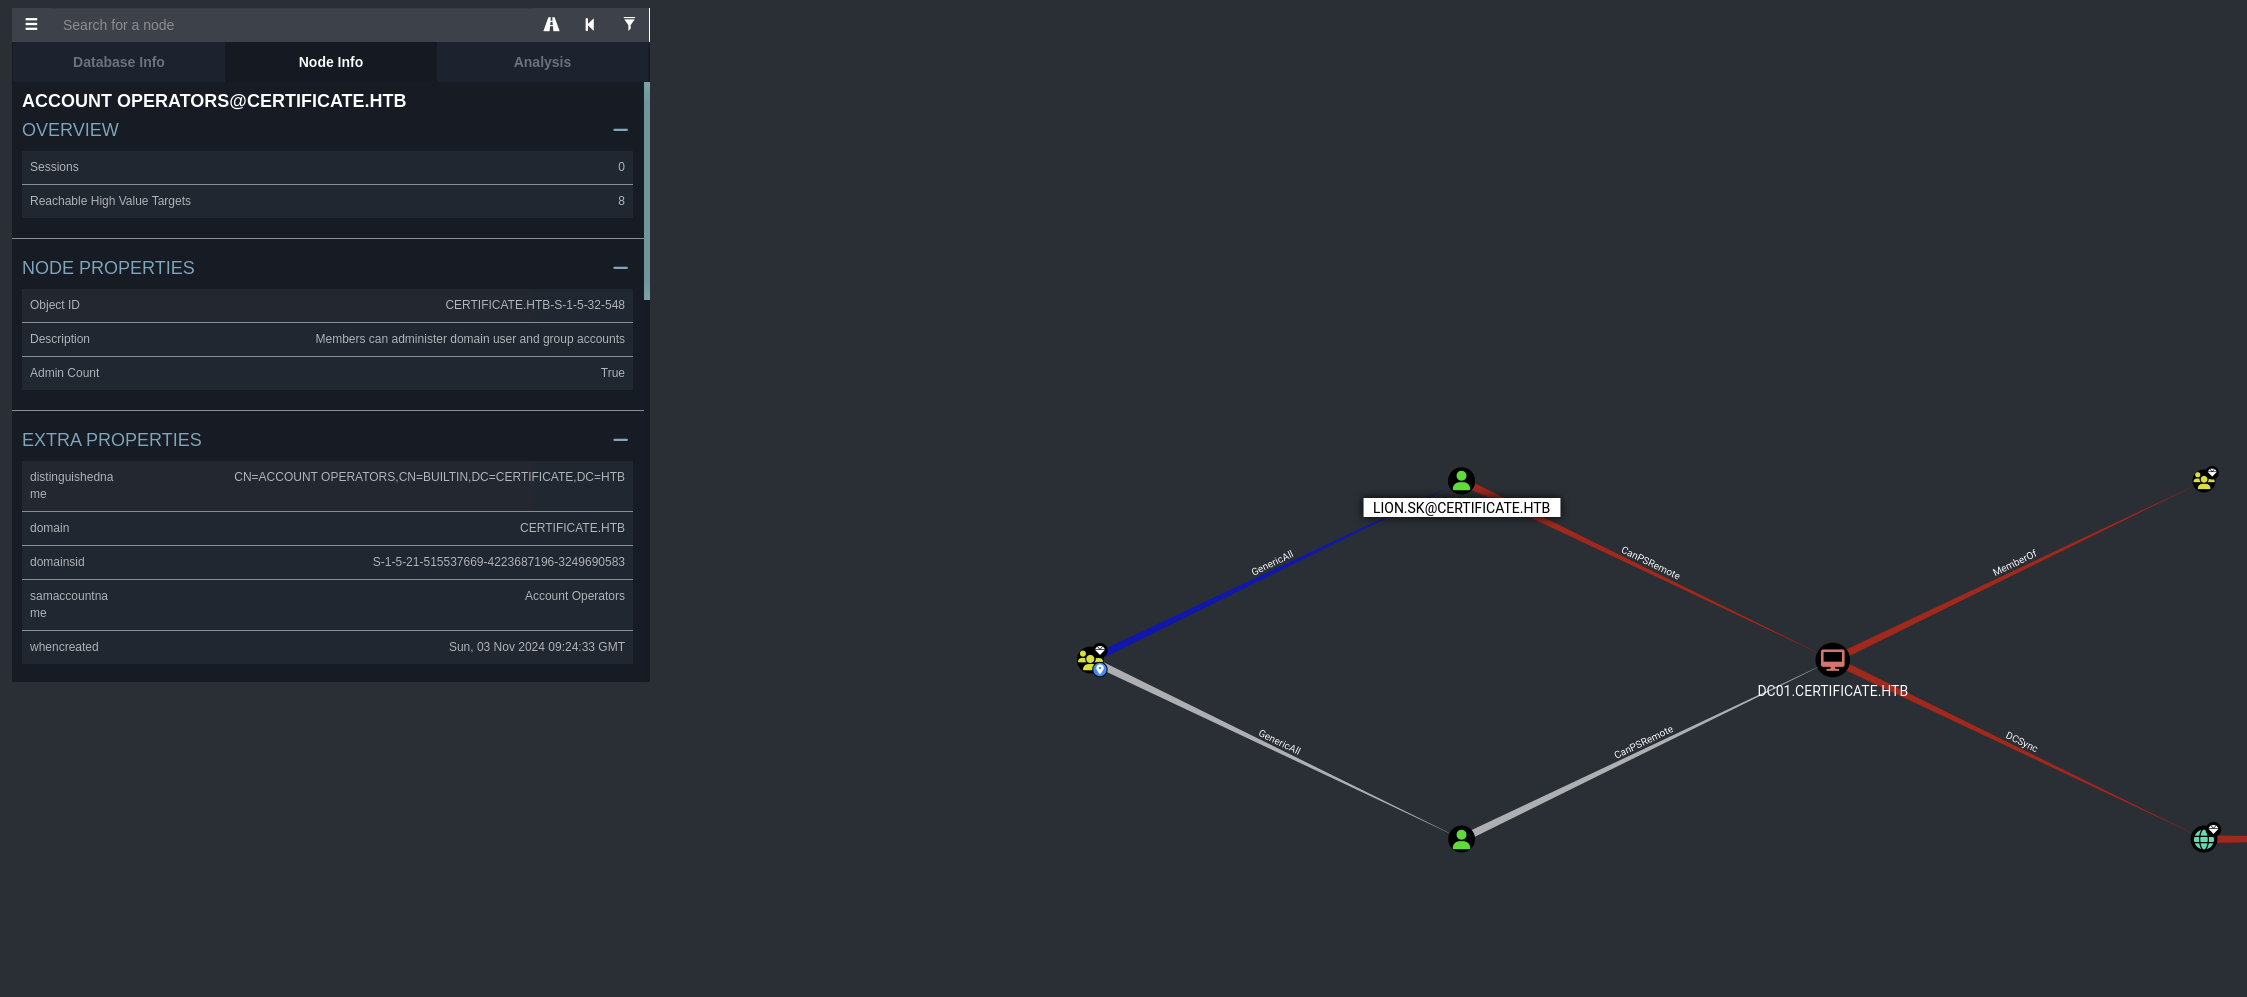 Search for a node
Database Info
Node Info
Analysis
ACCOUNT OPERATORS@CERTIFICATE.HTB
OVERVIEW
Sessions 0
Reachable High Value Targets 8
NODE PROPERTIES
Object ID CERTIFICATE.HTB-S-1-5-32-548
Description Members can administer domain user and group accounts
Admin Count True
EXTRA PROPERTIES
distinguishedna CN=ACCOUNT OPERATORS,CN=BUILTIN,DC=CERTIFICATE,DC=HTB
me
domain CERTIFICATE.HTB
domainsid S-1-5-21-515537669-4223687196-3249690583
samaccountna Account Operators
me
whencreated Sun, 03 Nov 2024 09:24:33 GMT
LION.SK@CERTIFICATE.HTB
GenericAll
CanPSRemote
MemberOf
DC01.CERTIFICATE.HTB
GenericAll
CanPSRemote
DCSync